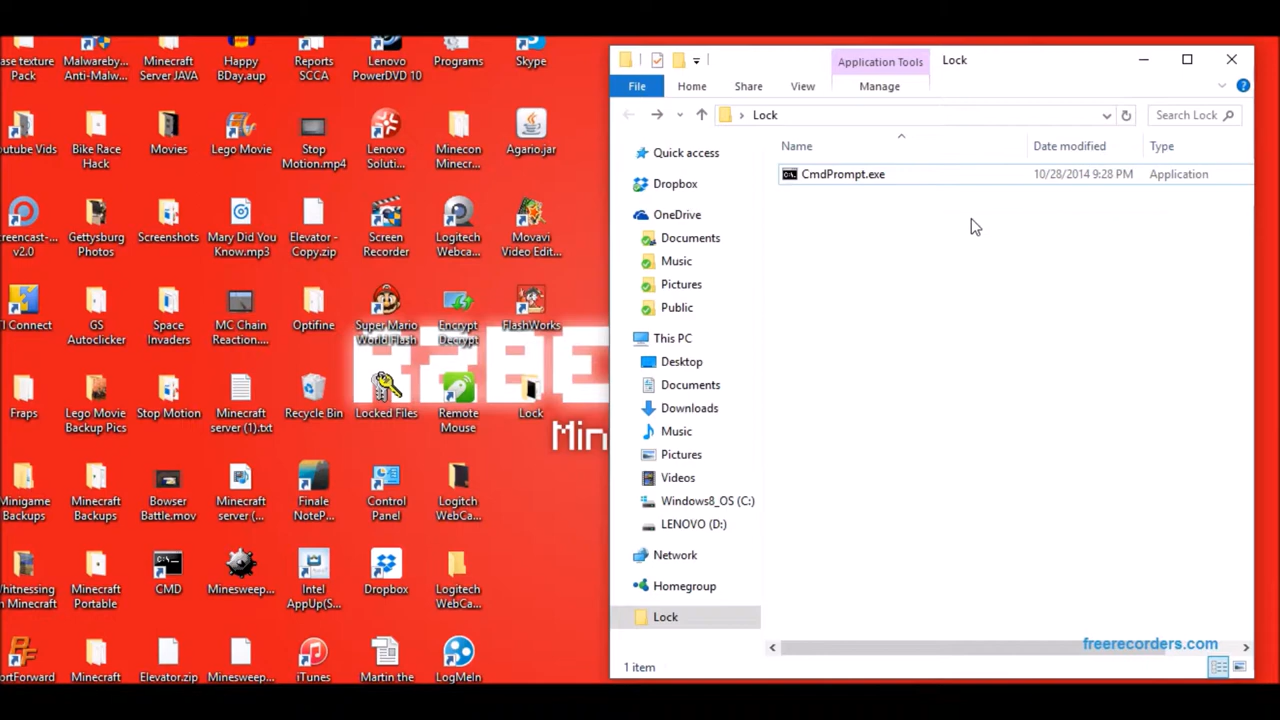 ase texture
Pack
Malwareby...
Anti-Malw...
Minecraft
Server JAVA
Happy
BDay.aup
Reports
SCCA
Lenovo
PowerDVD 10
Programs
Skype
outube Vids
Bike Race
Hack
Movies
Lego Movie
Stop
Motion.mp4
Lenovo
Soluti...
Minecon
Minecr...
Agario.jar
creencast-...
v2.0
Gettysburg
Photos
Screenshots
Mary Did You
Know.mp3
Elevator -
Copy.zip
Screen
Recorder
Logitech
Webca...
Movavi
Video Edit...
TI Connect
GS
Autoclicker
Space
Invaders
MC Chain
Reaction....
Optifine
Super Mario
World Flash
Encrypt
Decrypt
FlashWorks
Fraps
Lego Movie
Backup Pics
Stop Motion
Minecraft
server (1).txt
Recycle Bin
Locked Files
Remote
Mouse
Lock
Min
Minigame
Backups
Minecraft
Backups
Bowser
Battle.mov
Minecraft
server (...
Finale
NoteP...
Control
Panel
Logitch
WebCa...
Whitnessing
n Minecraft
Minecraft
Portable
C:\.
CMD
Minesweep...
Intel
AppUp(S...
Dropbox
Logitech
WebCa...
PF
ortForward
Minecraft
Elevator.zip
Minesweep...
iTunes
Martin the
LogMeIn
Application Tools
Lock
File
Home
Share
View
Manage
Lock
Search Lock
Name
Date modified
Type
CmdPrompt.exe
10/28/2014 9:28 PM
Application
Quick access
Dropbox
OneDrive
Documents
Music
Pictures
Public
This PC
Desktop
Documents
Downloads
Music
Pictures
Videos
Windows8_OS (C:)
LENOVO (D:)
Network
Homegroup
Lock
1 item
freerecorders.com